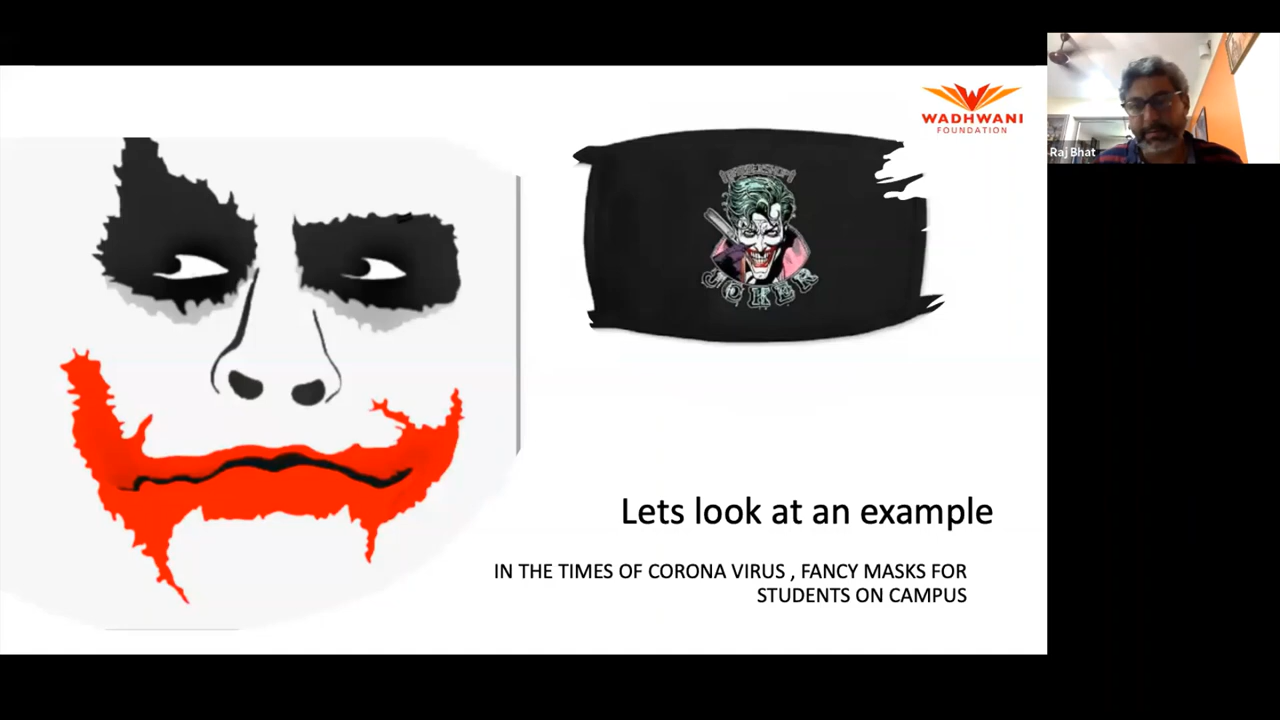 WADHWANI
FOUNDATION
Raj Bhat
JOKER
Lets look at an example
IN THE TIMES OF CORONA VIRUS , FANCY MASKS FOR
STUDENTS ON CAMPUS